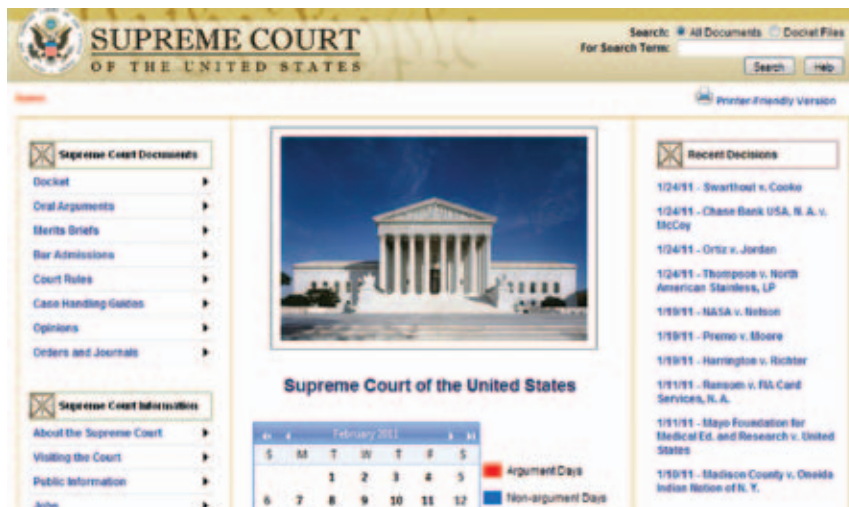 SUPREME COURT
OF THE UNITED STATES
Search: All Documents Docket Files
For Search Term:
Search Help
Printer-Friendly Version
Supreme Court Documents
Docket
Oral Arguments
Merits Briefs
Bar Admissions
Court Rules
Case Handling Guides
Opinions
Orders and Journals
Supreme Court Information
About the Supreme Court
Visiting the Court
Public Information
Jobs
Supreme Court of the United States
February 2011
S M T W T F S
1 2 3 4 5
6 7 8 9 10 11 12
Argument Days
Non-argument Days
Recent Decisions
1/24/11 - Swarthout v. Cooke
1/24/11 - Chase Bank USA, N. A. v.
McCoy
1/24/11 - Ortiz v. Jordan
1/24/11 - Thompson v. North
American Stainless, LP
1/19/11 - NASA v. Nelson
1/19/11 - Premo v. Moore
1/19/11 - Harrington v. Richter
1/11/11 - Ransom v. FIA Card
Services, N. A.
1/11/11 - Mayo Foundation for
Medical Ed. and Research v. United
States
1/10/11 - Madison County v. Oneida
Indian Nation of N. Y.